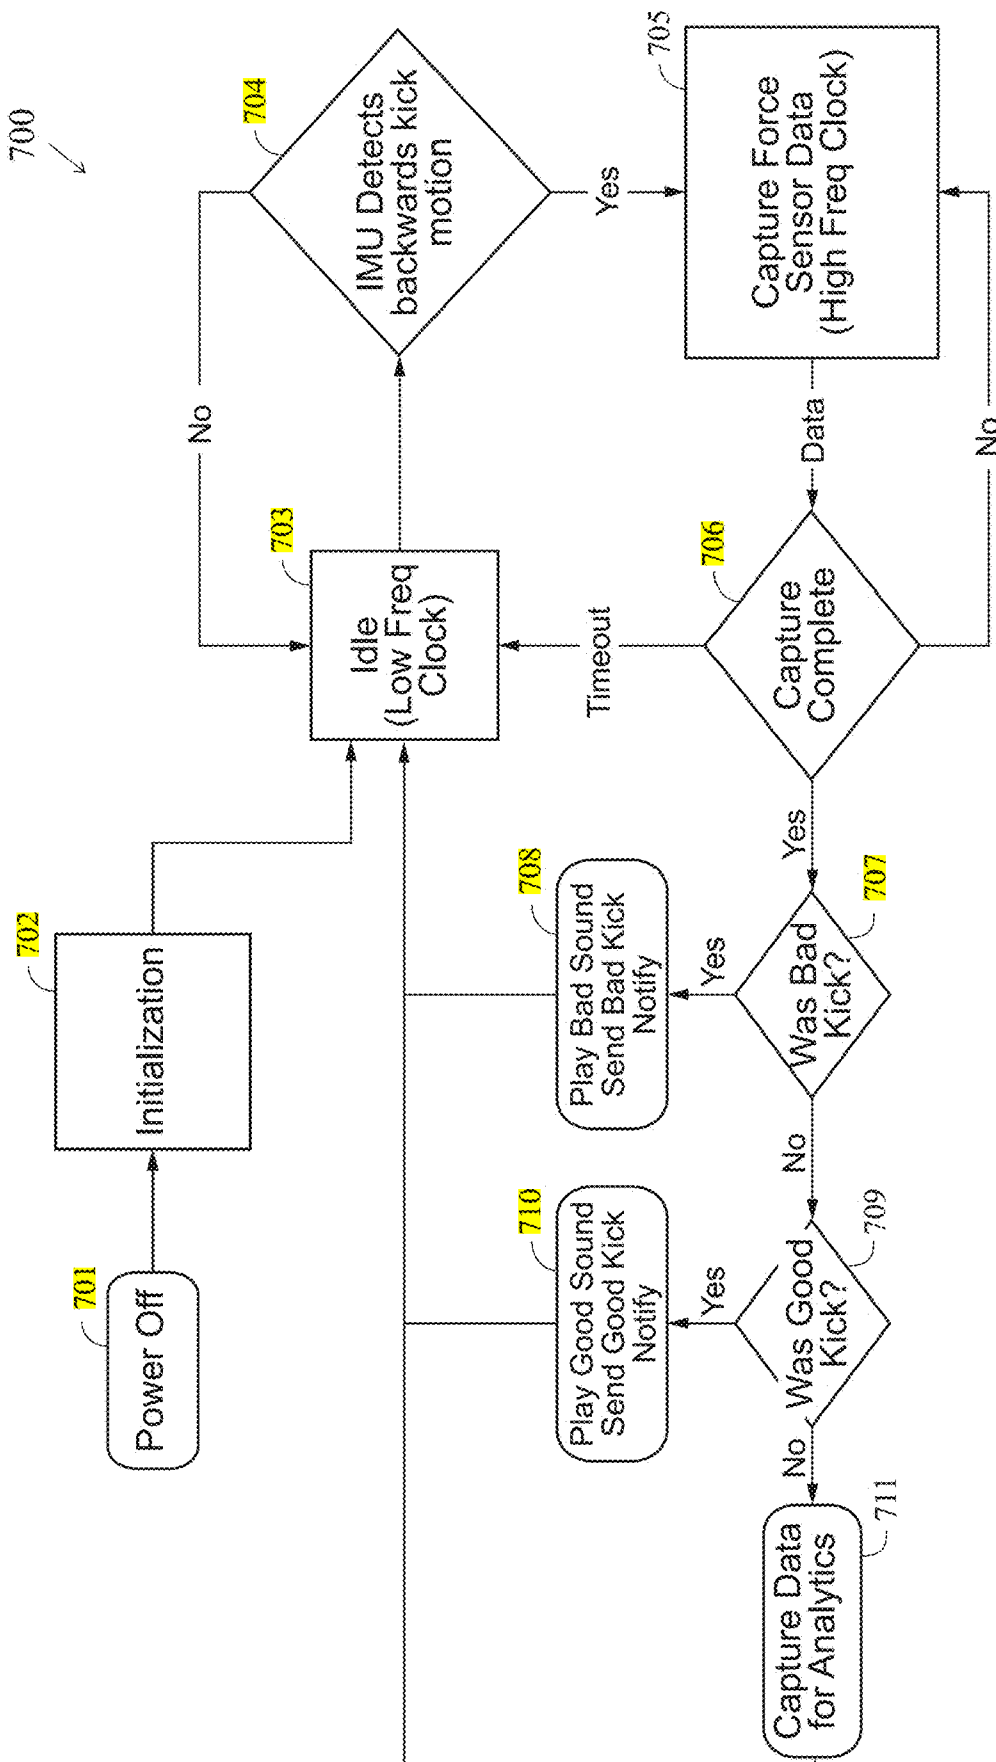 700
701
Power Off
702
Initialization
703
Idle
(Low Freq
Clock)
No
704
IMU Detects
backwards kick
motion
Yes
705
Capture Force
Sensor Data
(High Freq Clock)
Data
No
706
Capture
Complete
Timeout
Yes
707
Was Bad
Kick?
Yes
708
Play Bad Sound
Send Bad Kick
Notify
No
709
Was Good
Kick?
Yes
710
Play Good Sound
Send Good Kick
Notify
No
711
Capture Data
for Analytics